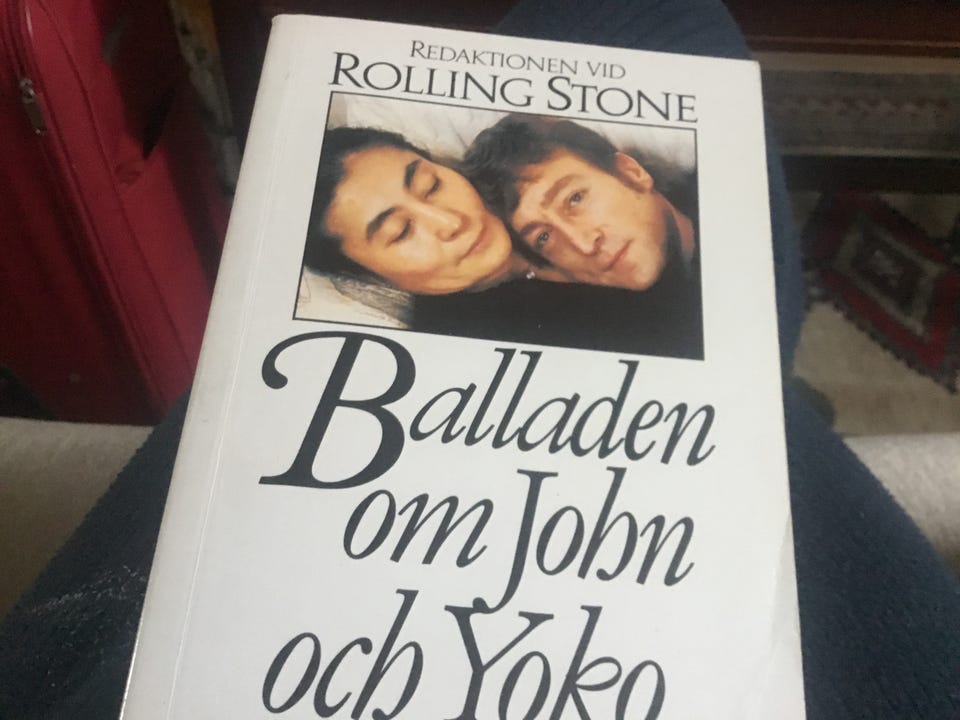 REDAKTIONEN VID
ROLLING STONE
Balladen
om John
och Yoko